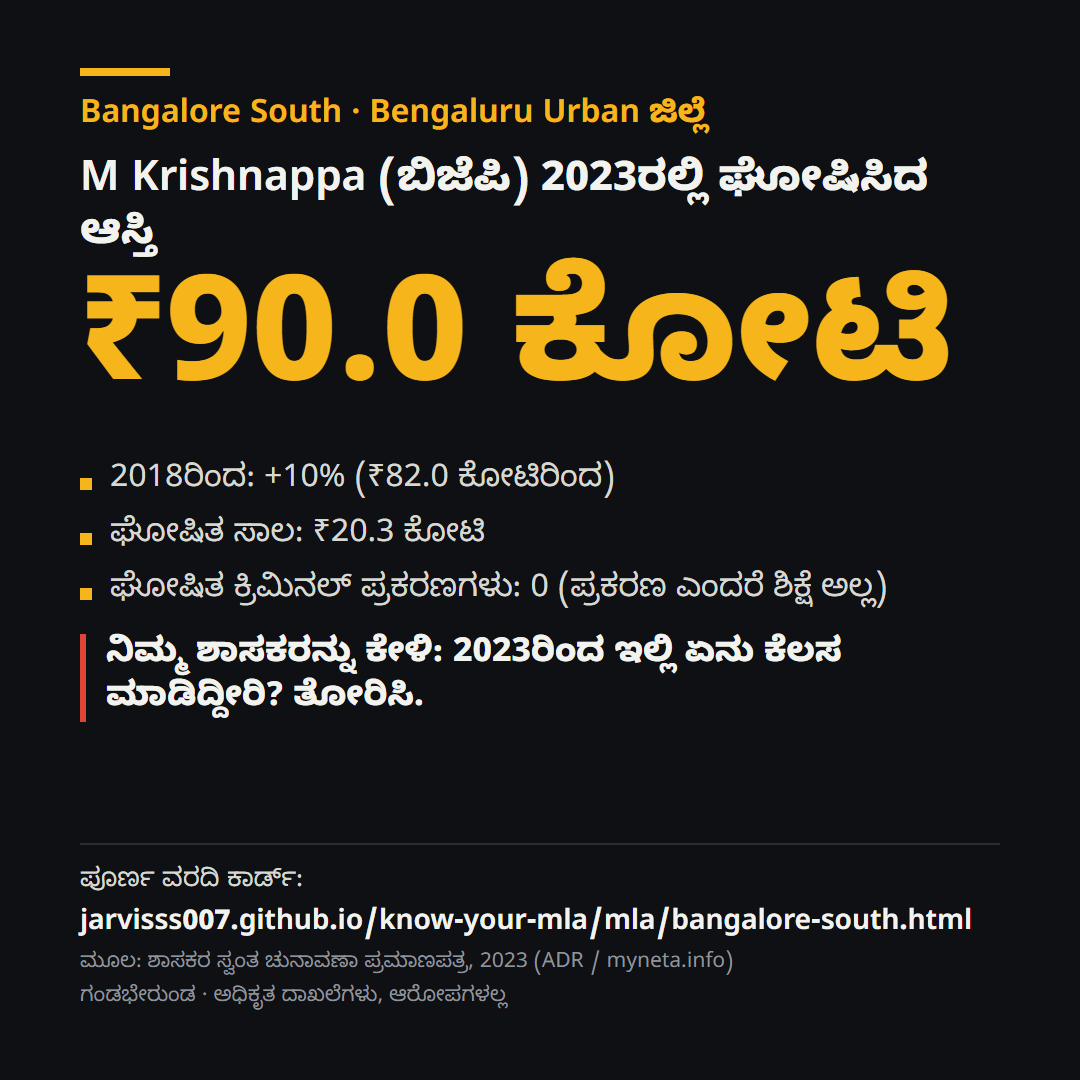 Bangalore South · Bengaluru Urban ಜಿಲ್ಲೆ
M Krishnappa (ಬಿಜೆಪಿ) 2023ರಲ್ಲಿ ಘೋಷಿಸಿದ
ಆಸ್ತಿ
₹90.0 ಕೋಟಿ
2018ರಿಂದ: +10% (₹82.0 ಕೋಟಿರಿಂದ)
ಘೋಷಿತ ಸಾಲ: ₹20.3 ಕೋಟಿ
ಘೋಷಿತ ಕ್ರಿಮಿನಲ್ ಪ್ರಕರಣಗಳು: 0 (ಪ್ರಕರಣ ಎಂದರೆ ಶಿಕ್ಷೆ ಅಲ್ಲ)
ನಿಮ್ಮ ಶಾಸಕರನ್ನು ಕೇಳಿ: 2023ರಿಂದ ಇಲ್ಲಿ ಏನು ಕೆಲಸ
ಮಾಡಿದ್ದೀರಿ? ತೋರಿಸಿ.
ಪೂರ್ಣ ವರದಿ ಕಾರ್ಡ್:
jarvisss007.github.io/know-your-mla/mla/bangalore-south.html
ಮೂಲ: ಶಾಸಕರ ಸ್ವಂತ ಚುನಾವಣಾ ಪ್ರಮಾಣಪತ್ರ, 2023 (ADR / myneta.info)
ಗಂಡಭೇರುಂಡ · ಅಧಿಕೃತ ದಾಖಲೆಗಳು, ಆರೋಪಗಳಲ್ಲ